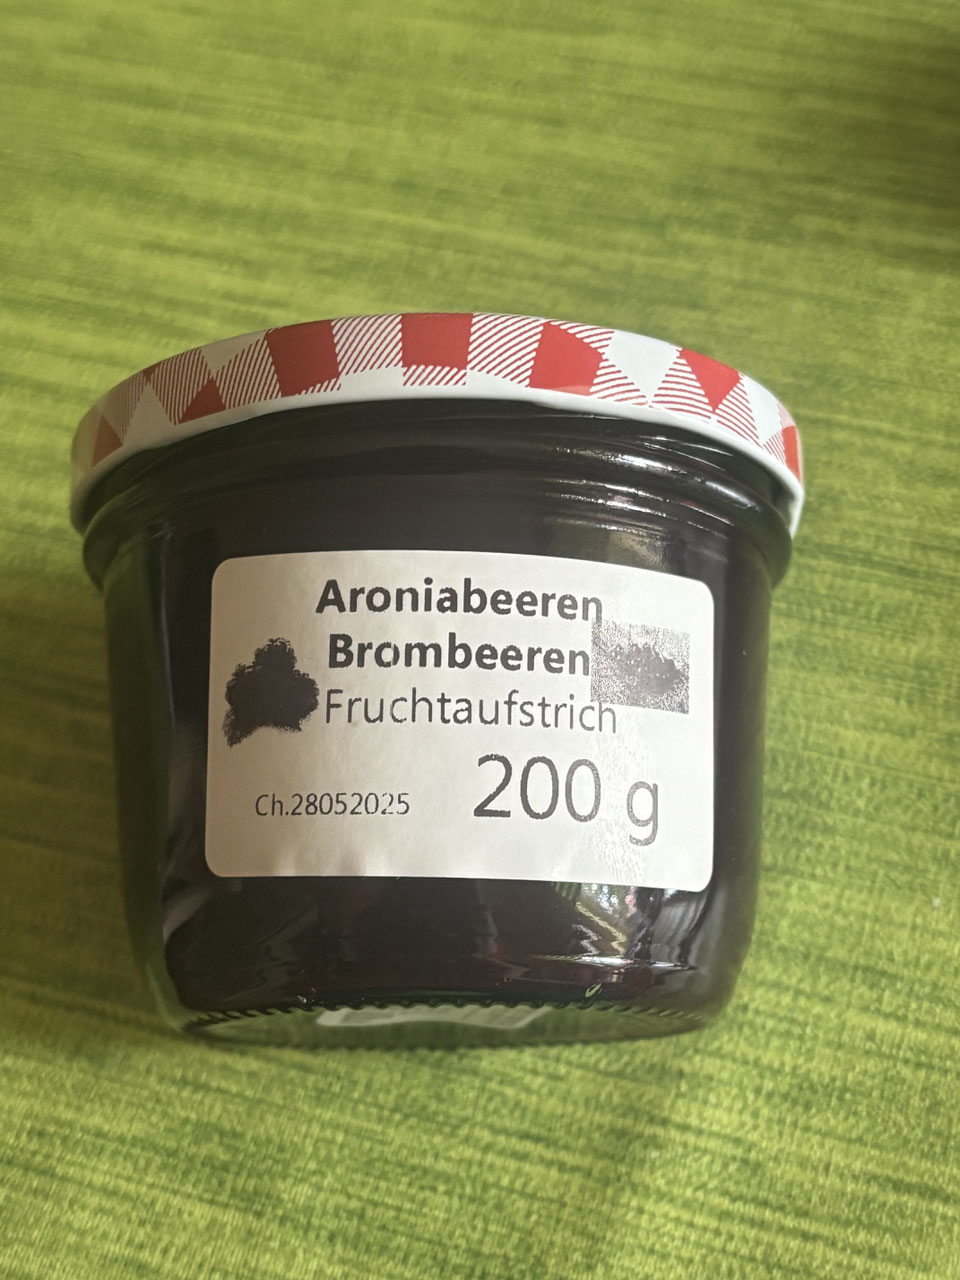 Aroniabeeren
Brombeeren
Fruchtaufstrich
200 g
Ch.28052025